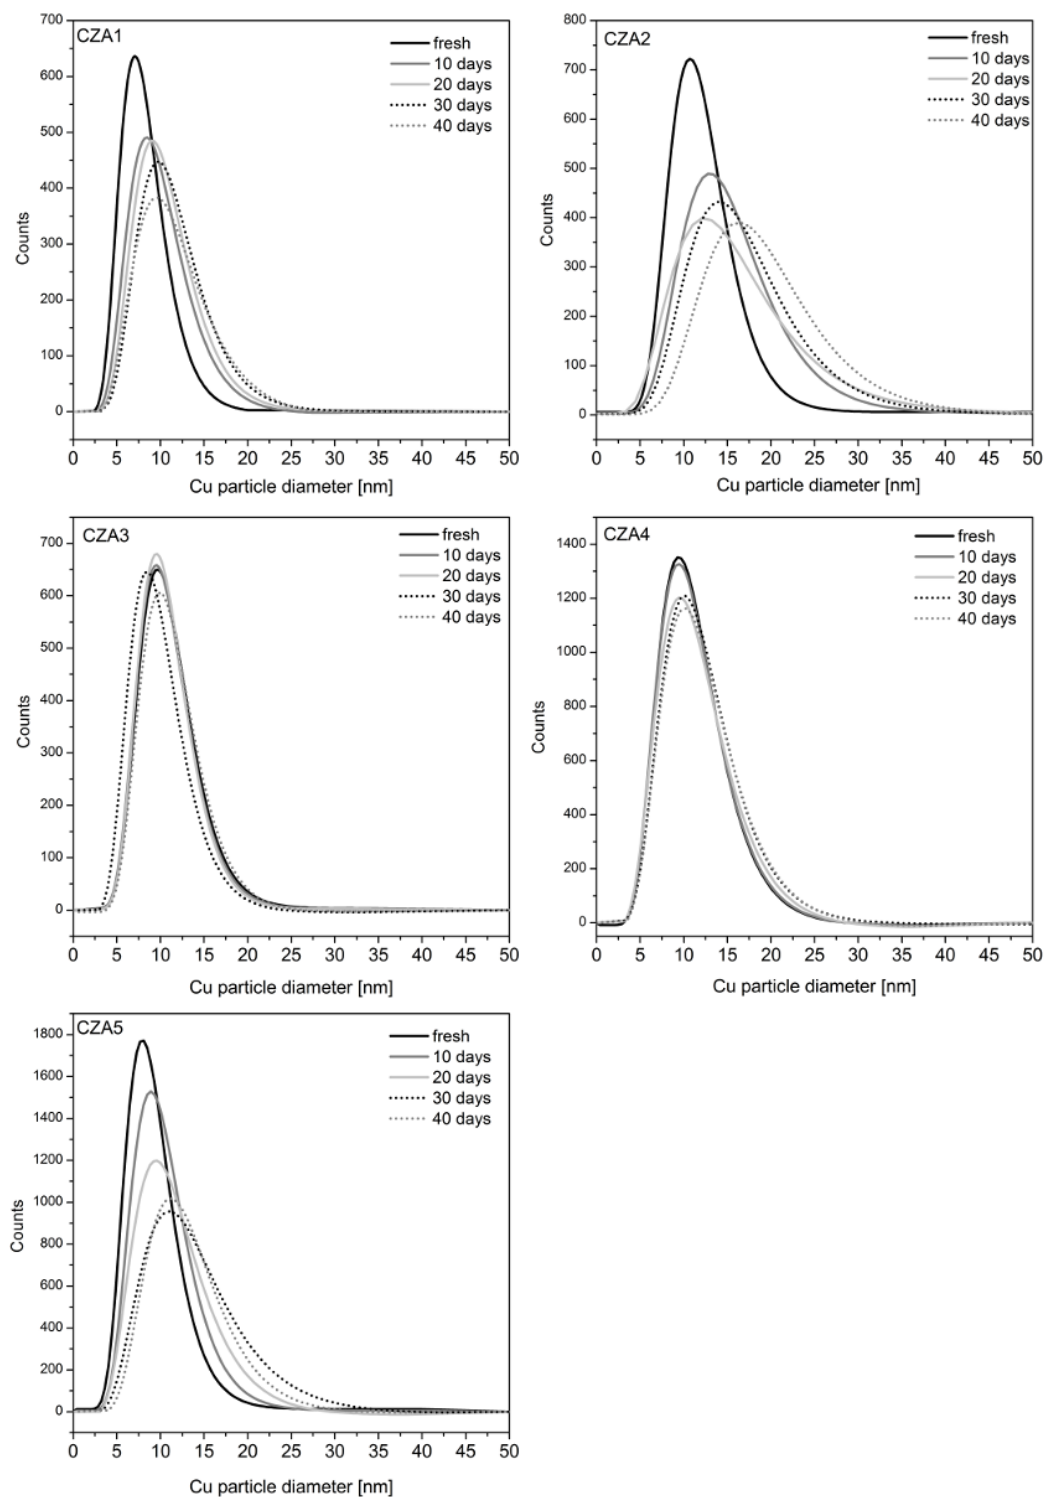 CZA1
fresh
10 days
20 days
30 days
40 days
700
600
500
400
300
200
100
0
Counts
0 5 10 15 20 25 30 35 40 45 50
Cu particle diameter [nm]
CZA2
fresh
10 days
20 days
30 days
40 days
800
700
600
500
400
300
200
100
0
Counts
0 5 10 15 20 25 30 35 40 45 50
Cu particle diameter [nm]
CZA3
fresh
10 days
20 days
30 days
40 days
700
600
500
400
300
200
100
0
Counts
0 5 10 15 20 25 30 35 40 45 50
Cu particle diameter [nm]
CZA4
fresh
10 days
20 days
30 days
40 days
1400
1200
1000
800
600
400
200
0
Counts
0 5 10 15 20 25 30 35 40 45 50
Cu particle diameter [nm]
CZA5
fresh
10 days
20 days
30 days
40 days
1800
1600
1400
1200
1000
800
600
400
200
0
Counts
0 5 10 15 20 25 30 35 40 45 50
Cu particle diameter [nm]